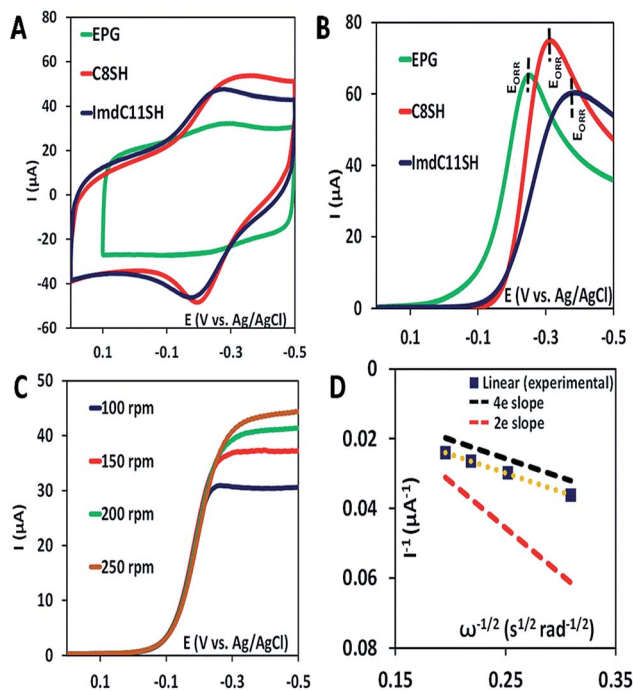 A
EPG
C8SH
ImdC11SH
I (µA)
80
60
40
20
0
-20
-40
-60
E (V vs. Ag/AgCl)
0.1 -0.1 -0.3 -0.5
B
EPG
C8SH
ImdC11SH
E_ORR
E_ORR
E_ORR
I (µA)
80
60
40
20
0
E (V vs. Ag/AgCl)
0.1 -0.1 -0.3 -0.5
C
100 rpm
150 rpm
200 rpm
250 rpm
I (µA)
50
40
30
20
10
0
E (V vs. Ag/AgCl)
0.1 -0.1 -0.3 -0.5
D
Linear (experimental)
4e slope
2e slope
I⁻¹ (µA⁻¹)
0
0.02
0.04
0.06
0.08
ω⁻¹/² (s¹/² rad⁻¹/²)
0.15 0.25 0.35